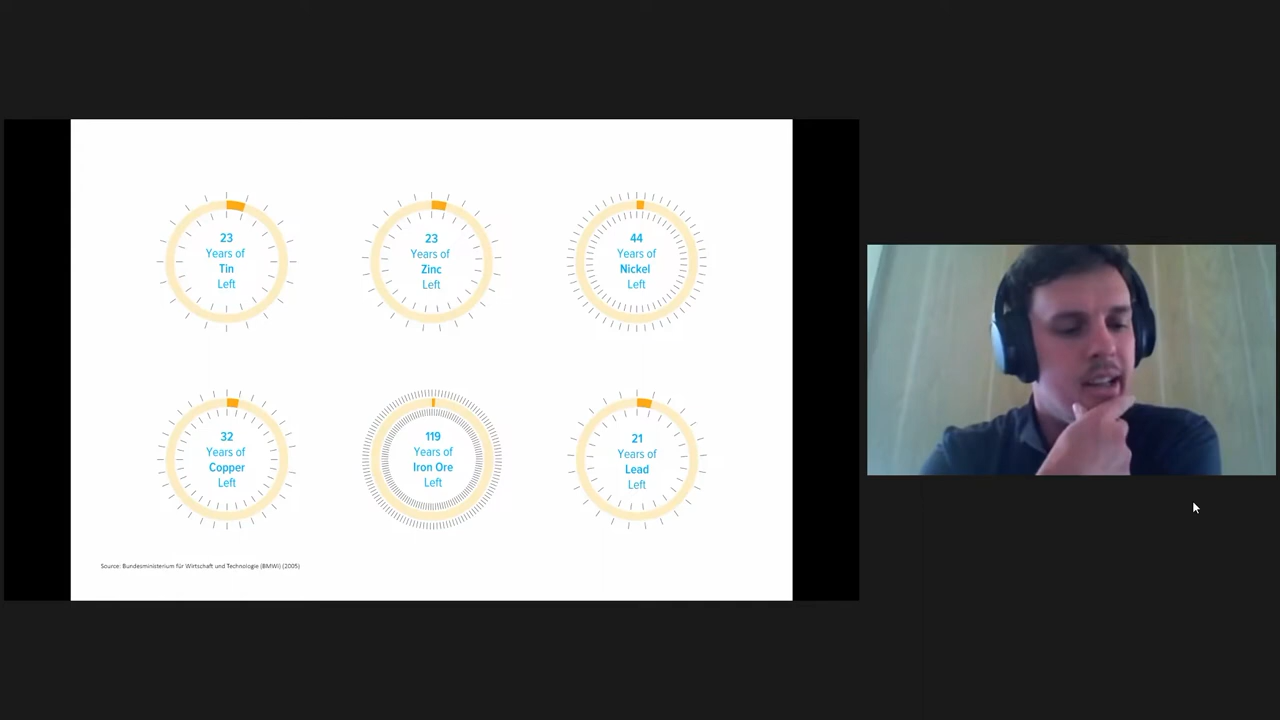 23
Years of
Tin
Left
23
Years of
Zinc
Left
44
Years of
Nickel
Left
32
Years of
Copper
Left
119
Years of
Iron Ore
Left
21
Years of
Lead
Left
Source: Bundesministerium für Wirtschaft und Technologie (BMWi) (2005)